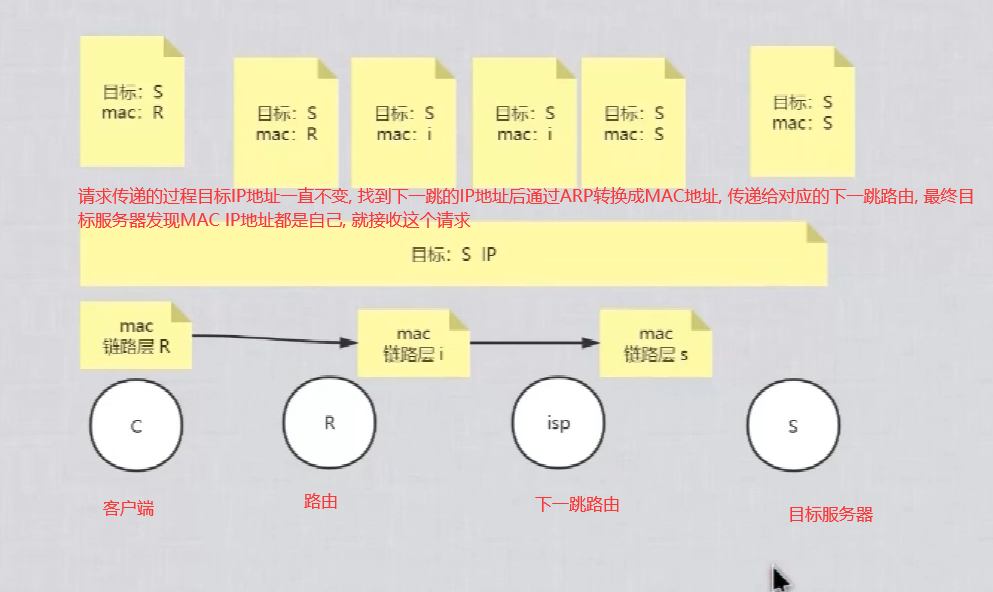 目标：S
mac：R
目标：S
mac：R
目标：S
mac：i
目标：S
mac：i
目标：S
mac：S
目标：S
mac：S
请求传递的过程目标IP地址一直不变, 找到下一跳的IP地址后通过ARP转换成MAC地址, 传递给对应的下一跳路由, 最终目
标服务器发现MAC IP地址都是自己, 就接收这个请求
目标：S IP
mac
链路层 R
mac
链路层 i
mac
链路层 s
C
R
isp
S
客户端
路由
下一跳路由
目标服务器